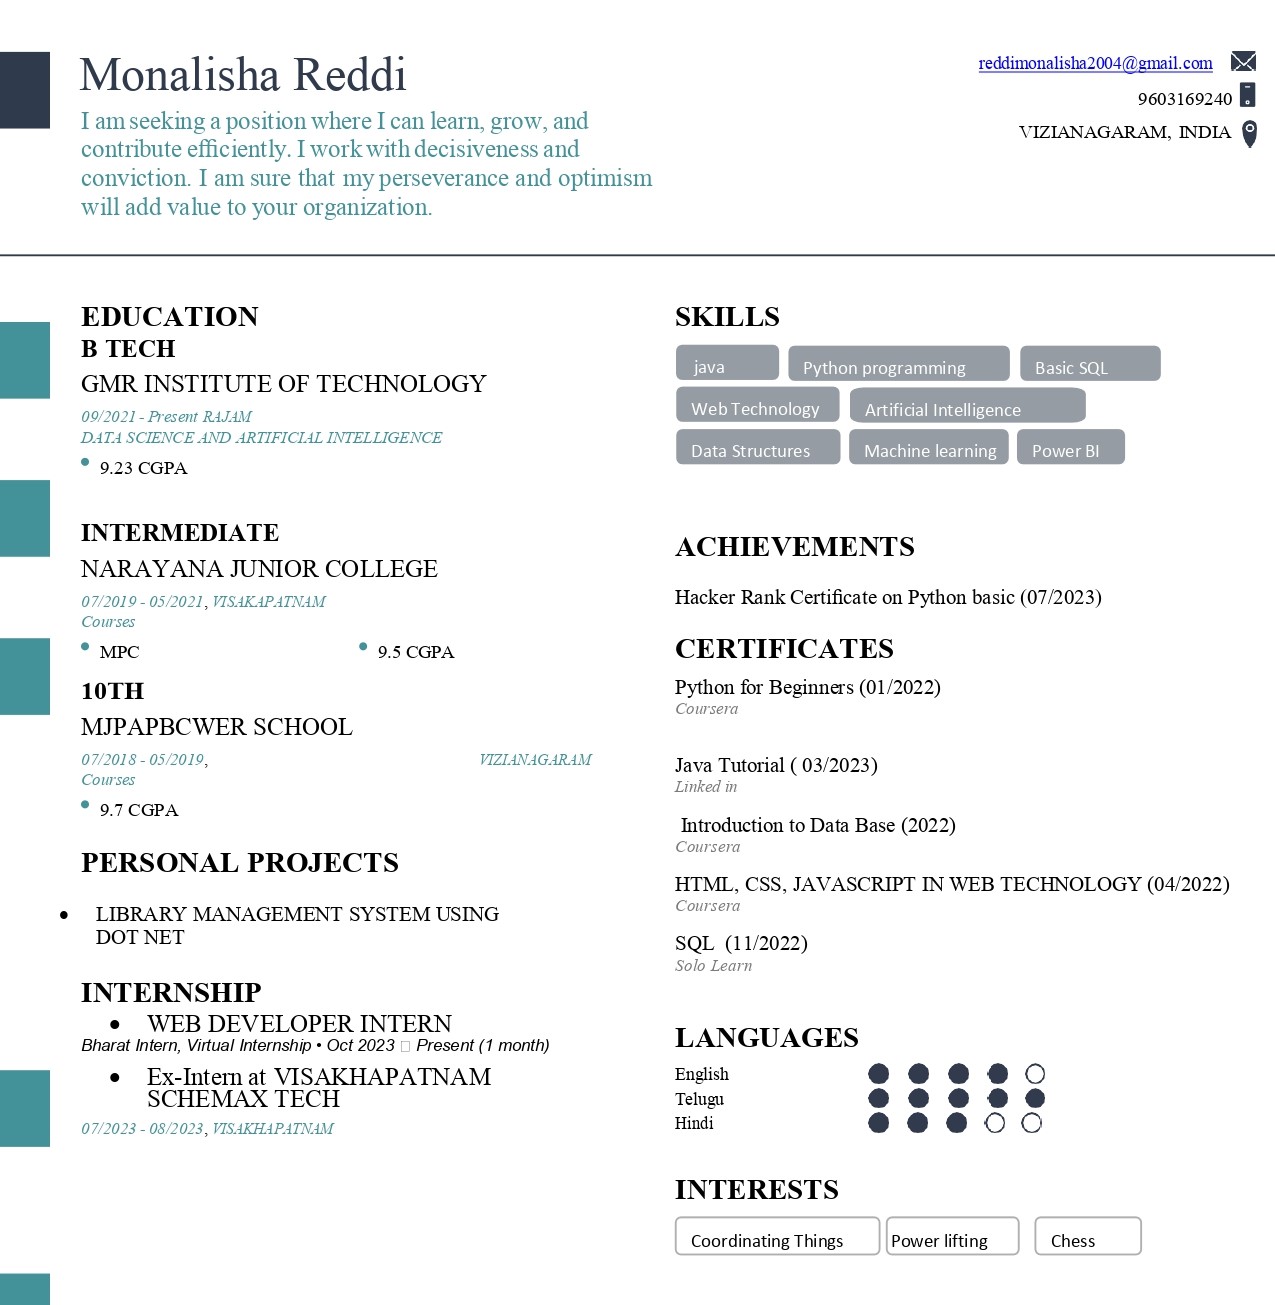 Monalisha Reddi
I am seeking a position where I can learn, grow, and
contribute efficiently. I work with decisiveness and
conviction. I am sure that my perseverance and optimism
will add value to your organization.
reddimonalisha2004@gmail.com
9603169240
VIZIANAGARAM, INDIA
EDUCATION
B TECH
GMR INSTITUTE OF TECHNOLOGY
09/2021 - Present RAJAM
DATA SCIENCE AND ARTIFICIAL INTELLIGENCE
• 9.23 CGPA
INTERMEDIATE
NARAYANA JUNIOR COLLEGE
07/2019 - 05/2021, VISAKAPATNAM
Courses
• MPC • 9.5 CGPA
10TH
MJPAPBCWER SCHOOL
07/2018 - 05/2019, VIZIANAGARAM
Courses
• 9.7 CGPA
PERSONAL PROJECTS
• LIBRARY MANAGEMENT SYSTEM USING
DOT NET
INTERNSHIP
• WEB DEVELOPER INTERN
Bharat Intern, Virtual Internship • Oct 2023 □ Present (1 month)
• Ex-Intern at VISAKHAPATNAM
SCHEMAX TECH
07/2023 - 08/2023, VISAKHAPATNAM
SKILLS
java Python programming Basic SQL
Web Technology Artificial Intelligence
Data Structures Machine learning Power BI
ACHIEVEMENTS
Hacker Rank Certificate on Python basic (07/2023)
CERTIFICATES
Python for Beginners (01/2022)
Coursera
Java Tutorial ( 03/2023)
Linked in
Introduction to Data Base (2022)
Coursera
HTML, CSS, JAVASCRIPT IN WEB TECHNOLOGY (04/2022)
Coursera
SQL (11/2022)
Solo Learn
LANGUAGES
English
Telugu
Hindi
INTERESTS
Coordinating Things Power lifting Chess